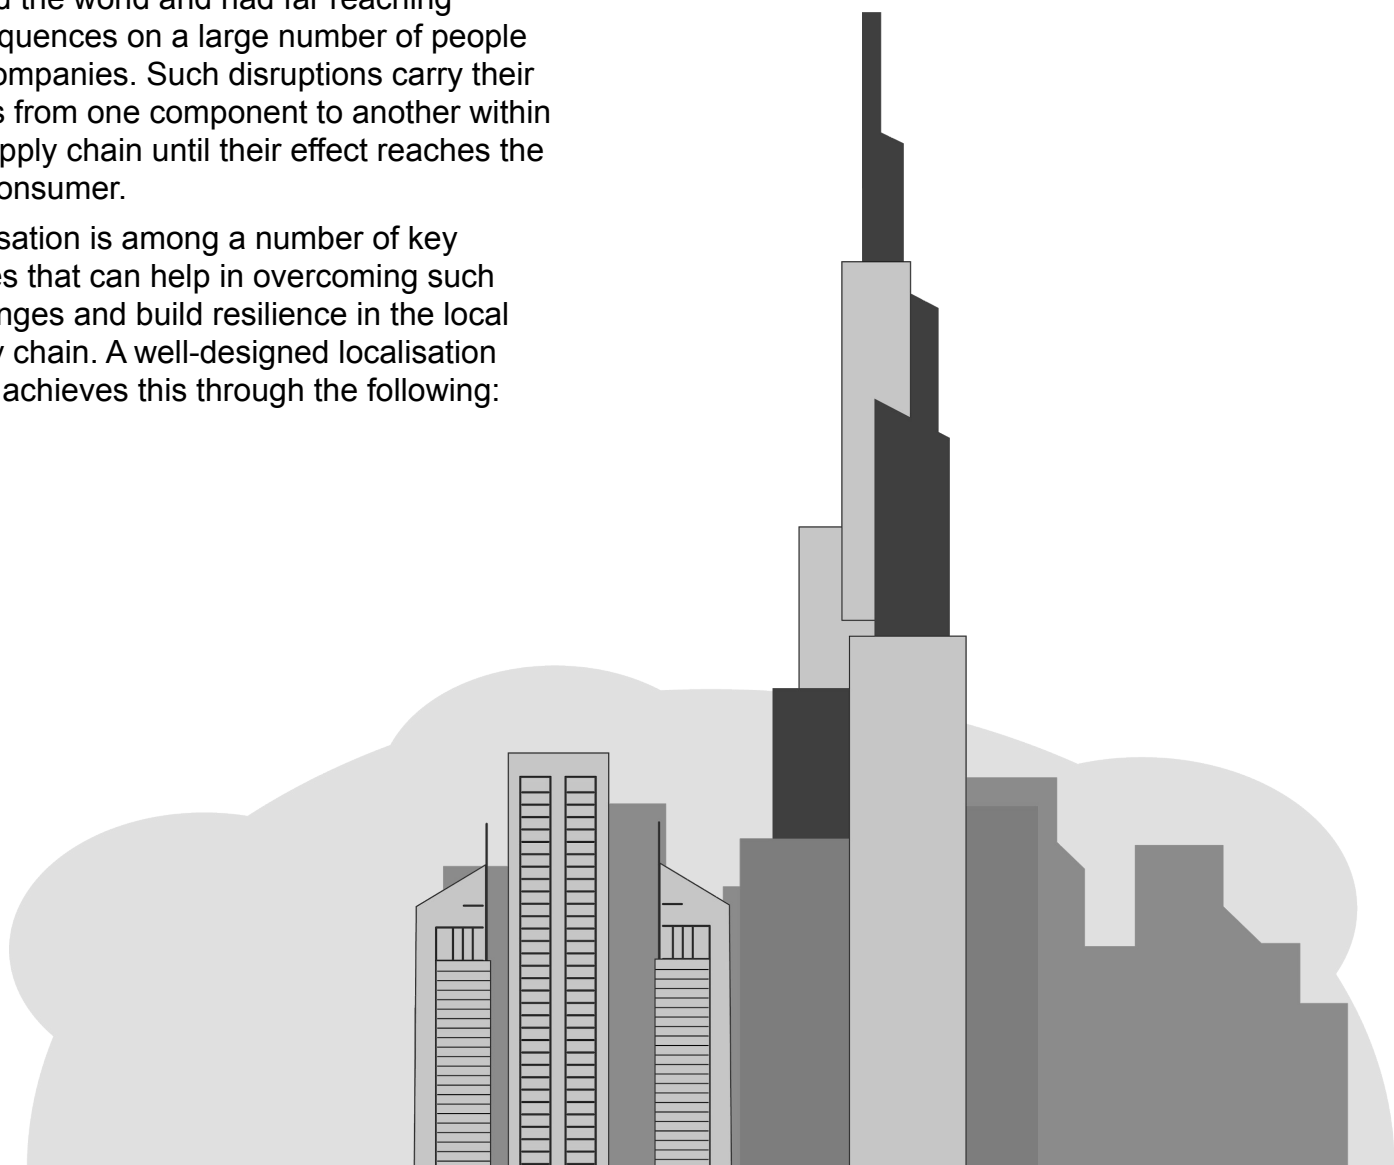 the world and had far reaching
quences on a large number of people
ompanies. Such disruptions carry their
s from one component to another within
pply chain until their effect reaches the
onsumer.
sation is among a number of key
es that can help in overcoming such
nges and build resilience in the local
y chain. A well-designed localisation
achieves this through the following: